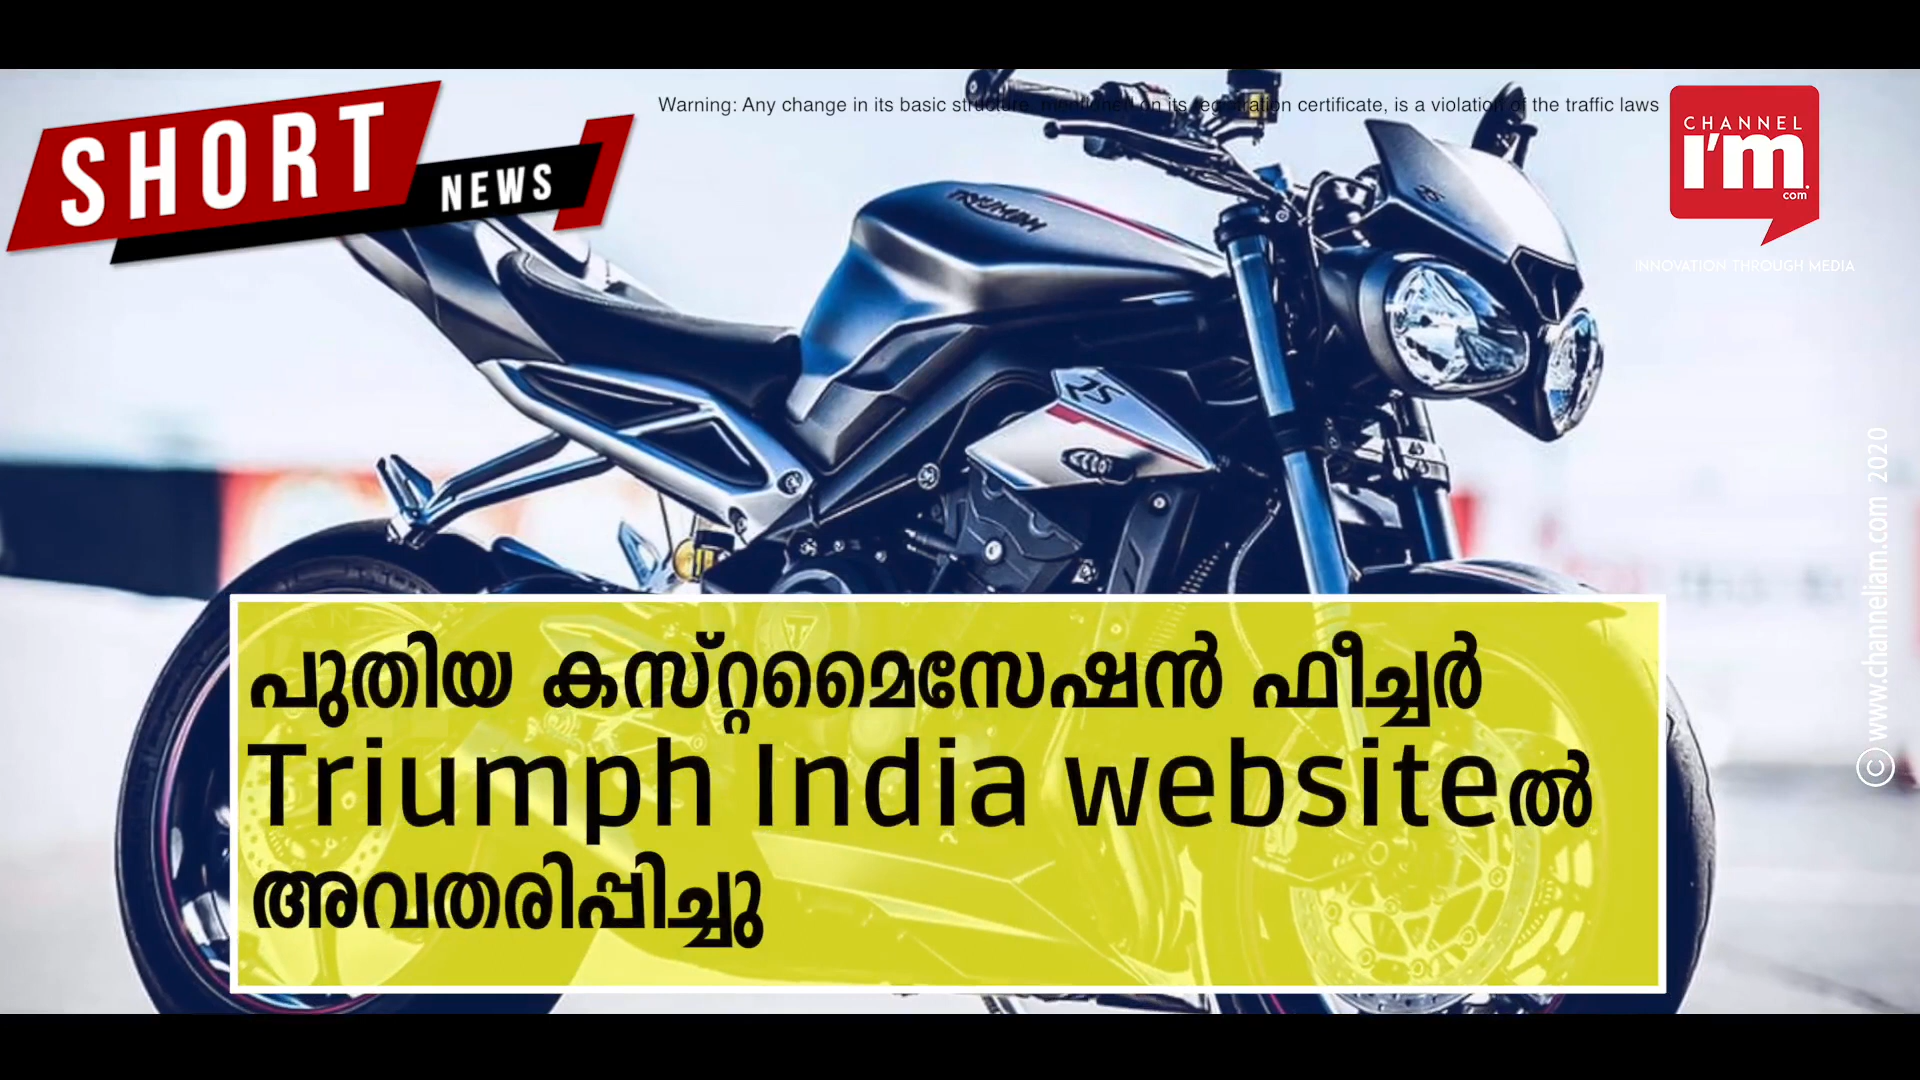 SHORT
NEWS
Warning: Any change in its basic structure, mentioned on its registration certificate, is a violation of the traffic laws
CHANNEL
i'm
.com
INNOVATION THROUGH MEDIA
TRIUMPH
RS
പുതിയ കസ്റ്റമൈസേഷൻ ഫീച്ചർ
Triumph India websiteൽ
അവതരിപ്പിച്ചു
© www.channeliam.com 2020